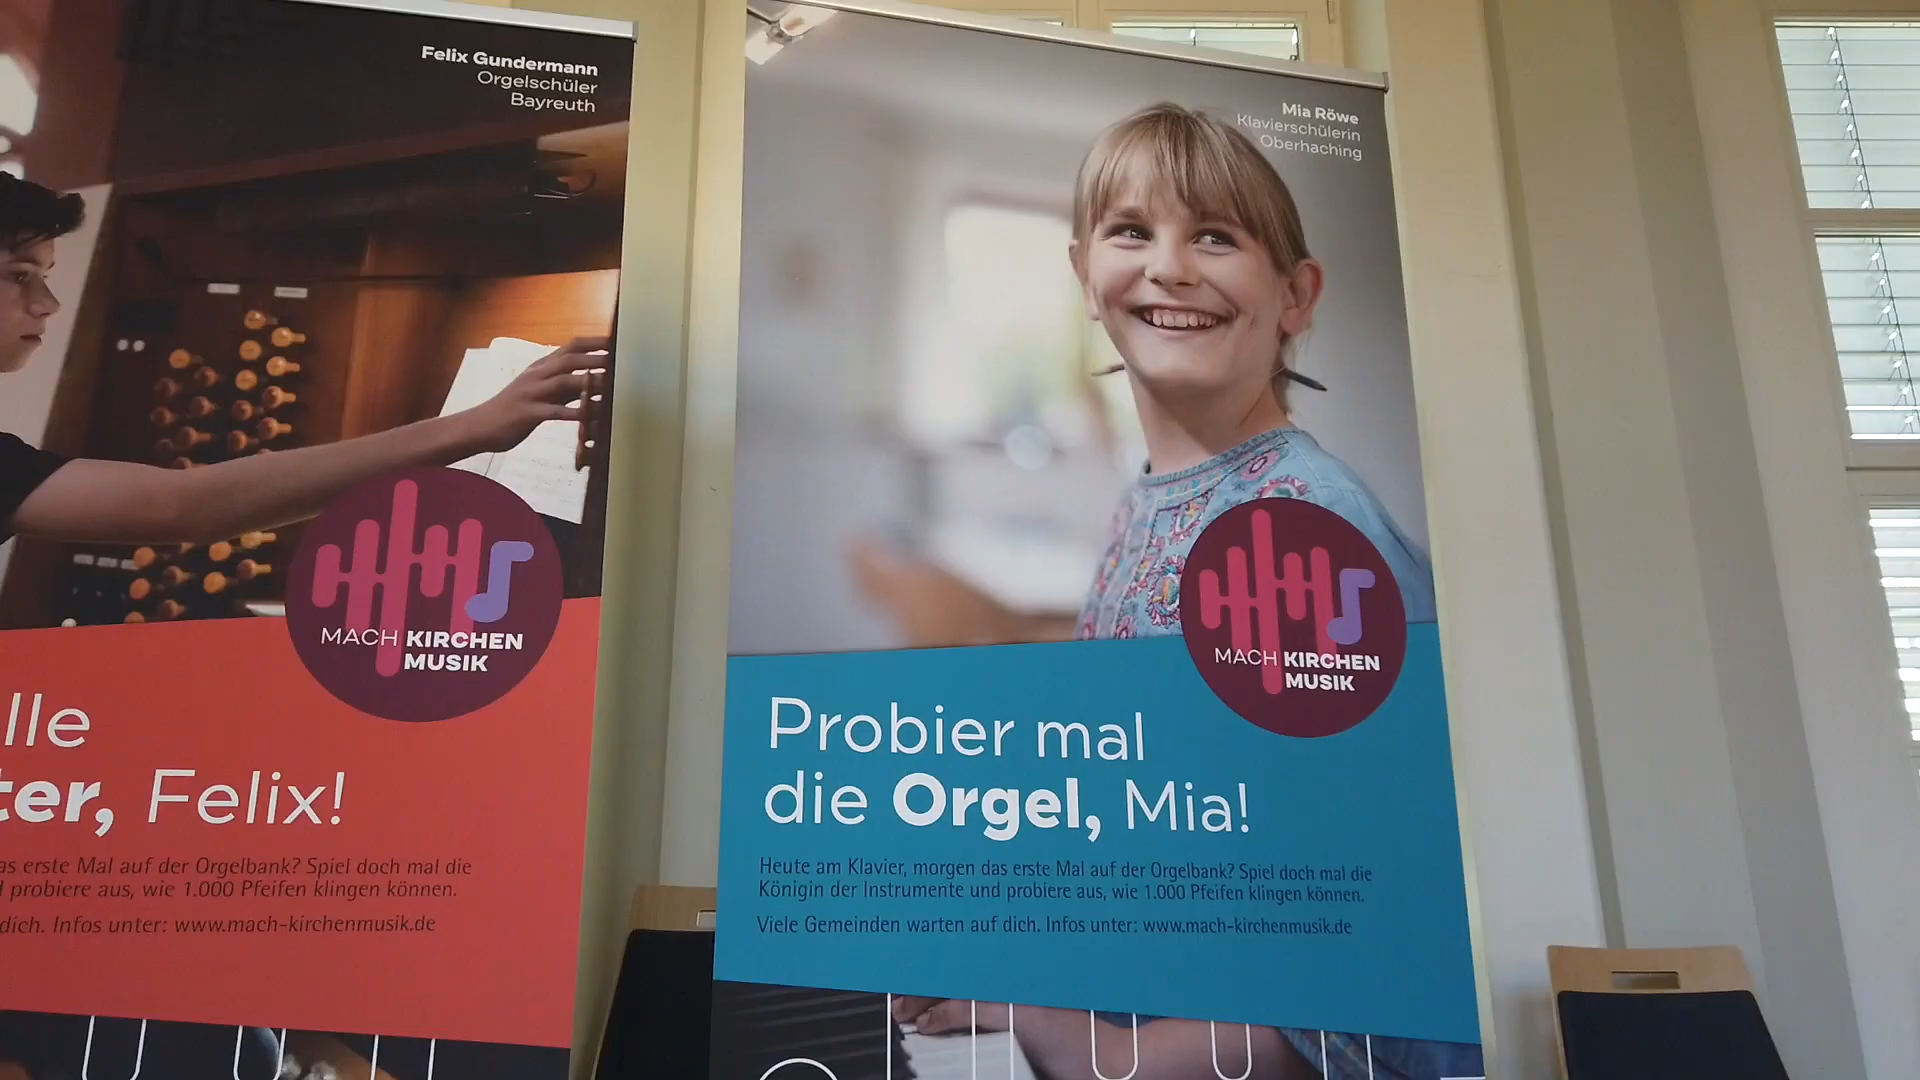 Felix Gundermann
Orgelschüler
Bayreuth
MACH KIRCHEN
MUSIK
lle
ter, Felix!
as erste Mal auf der Orgelbank? Spiel doch mal die
probiere aus, wie 1.000 Pfeifen klingen können.
dich. Infos unter: www.mach-kirchenmusik.de
Mia Röwe
Klavierschülerin
Oberhaching
MACH KIRCHEN
MUSIK
Probier mal
die Orgel, Mia!
Heute am Klavier, morgen das erste Mal auf der Orgelbank? Spiel doch mal die
Königin der Instrumente und probiere aus, wie 1.000 Pfeifen klingen können.
Viele Gemeinden warten auf dich. Infos unter: www.mach-kirchenmusik.de